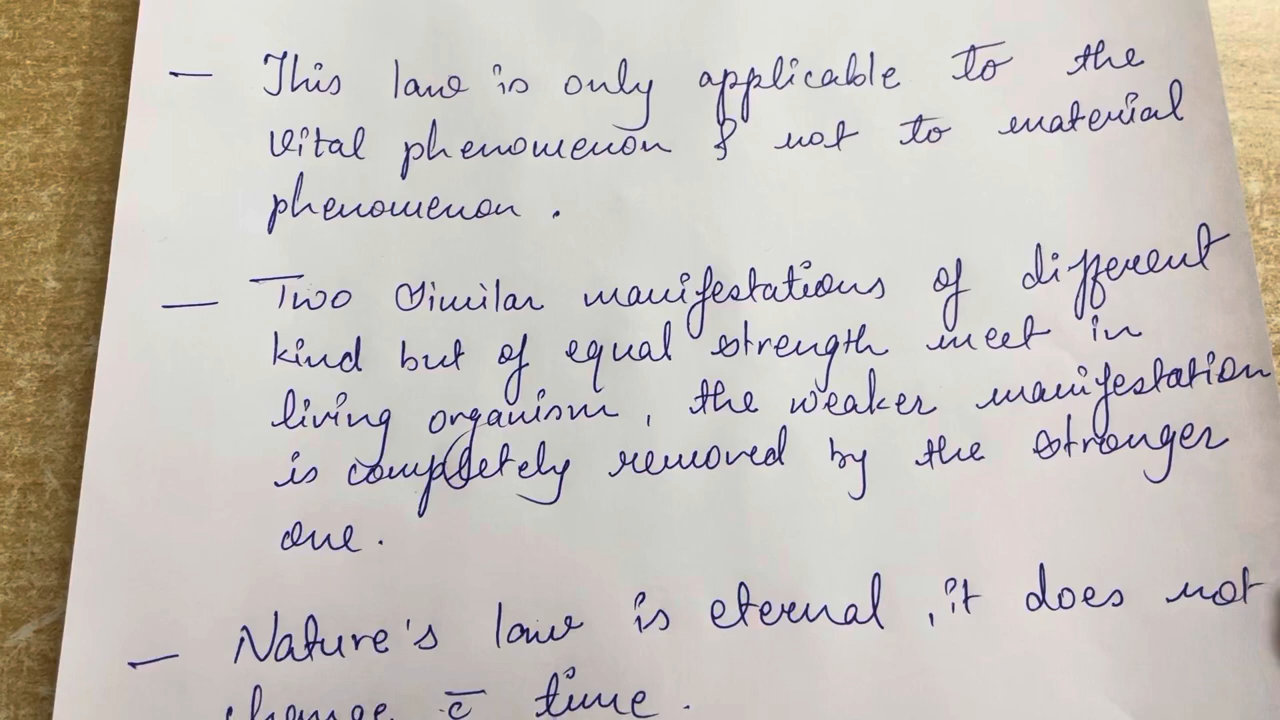 — This law is only applicable to the
vital phenomenon & not to material
phenomenon.
— Two similar manifestations of different
kind but of equal strength meet in
living organism, the weaker manifestation
is completely removed by the stronger
one.
— Nature's law is eternal, it does not
change c̄ time.